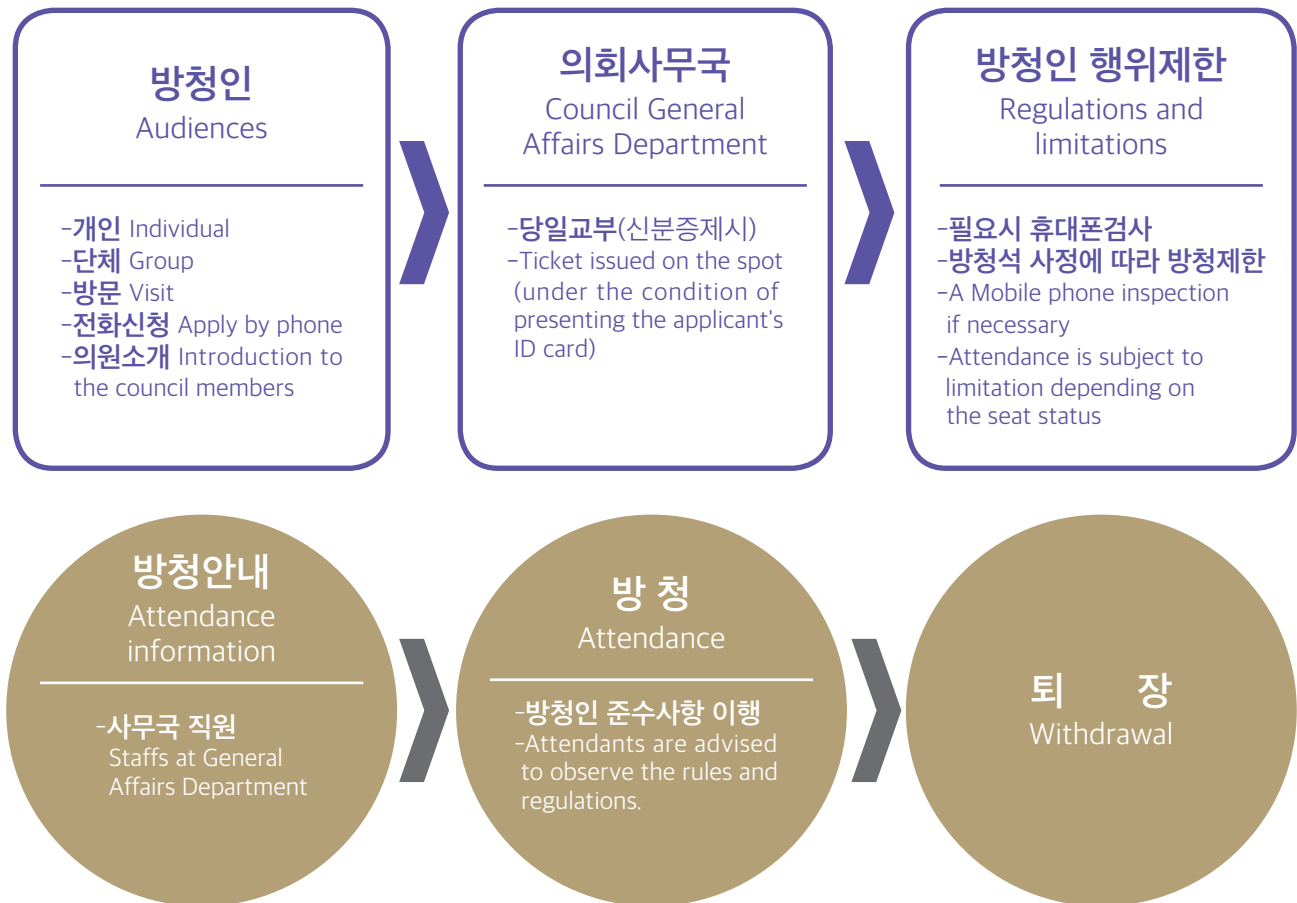 방청인
Audiences
-개인 Individual
-단체 Group
-방문 Visit
-전화신청 Apply by phone
-의원소개 Introduction to
the council members
의회사무국
Council General
Affairs Department
-당일교부(신분증제시)
-Ticket issued on the spot
(under the condition of
presenting the applicant's
ID card)
방청인 행위제한
Regulations and
limitations
-필요시 휴대폰검사
-방청석 사정에 따라 방청제한
-A Mobile phone inspection
if necessary
-Attendance is subject to
limitation depending on
the seat status
방청안내
Attendance
information
-사무국 직원
Staffs at General
Affairs Department
방 청
Attendance
-방청인 준수사항 이행
-Attendants are advised
to observe the rules and
regulations.
퇴 장
Withdrawal